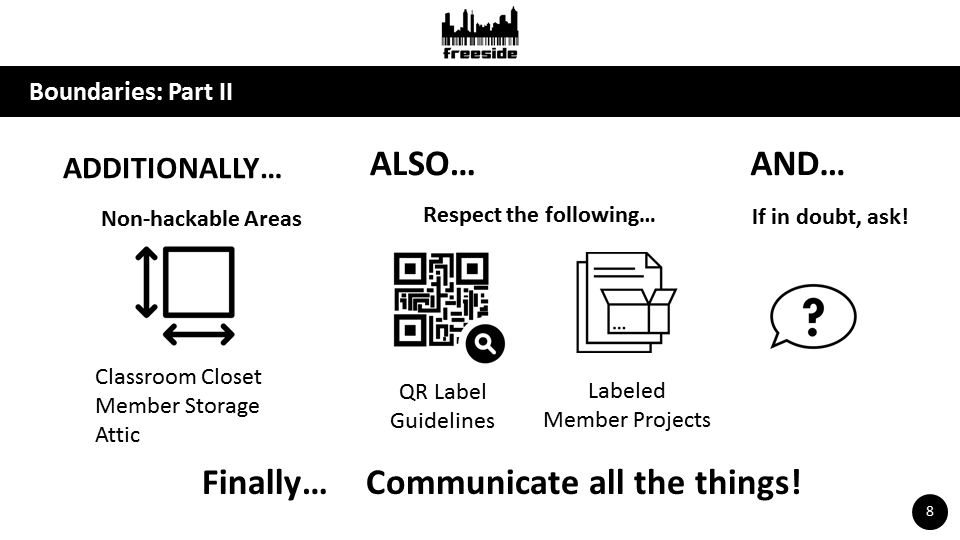 freeside
Boundaries: Part II
ADDITIONALLY…
Non-hackable Areas
Classroom Closet
Member Storage
Attic
ALSO…
Respect the following…
QR Label
Guidelines
Labeled
Member Projects
AND…
If in doubt, ask!
?
Finally… Communicate all the things!
8